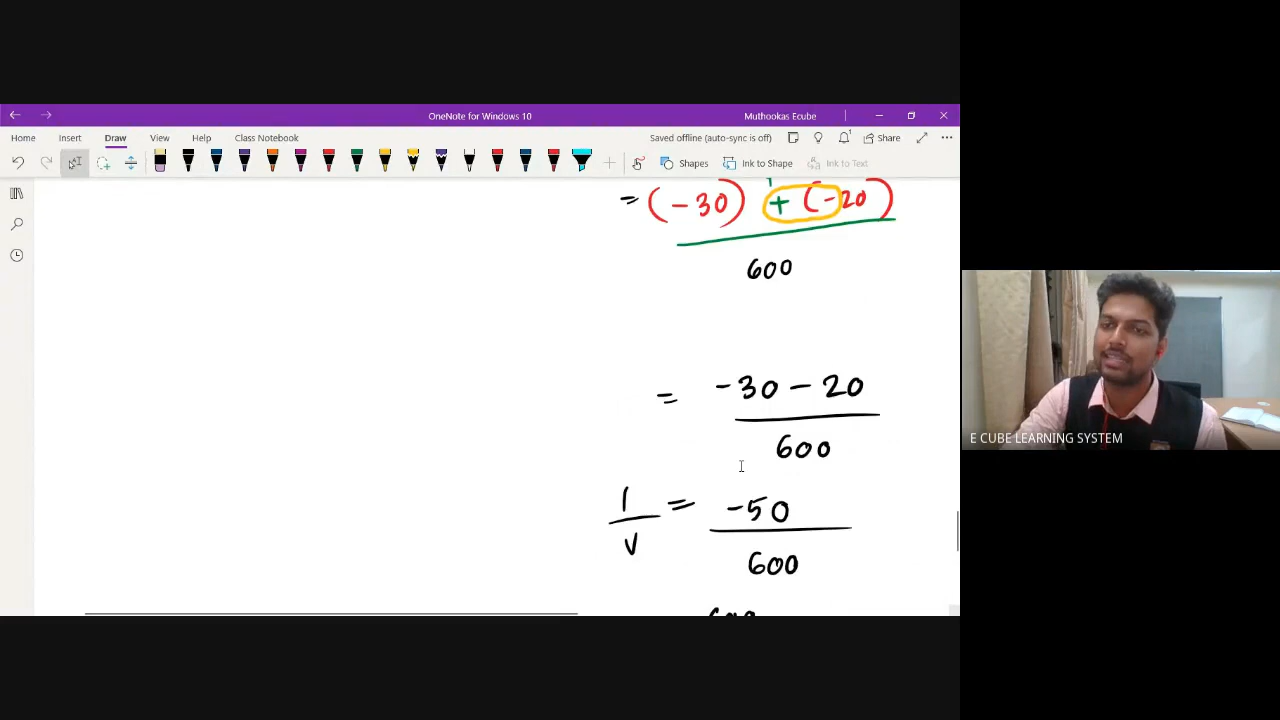 OneNote for Windows 10
Muthookas Ecube
Home Insert Draw View Help Class Notebook
Saved offline (auto-sync is off)
Share
Shapes
Ink to Shape
Ink to Text
= (-30) + (-20)
600
= -30 - 20
600
1 = -50
v 600
600
E CUBE LEARNING SYSTEM